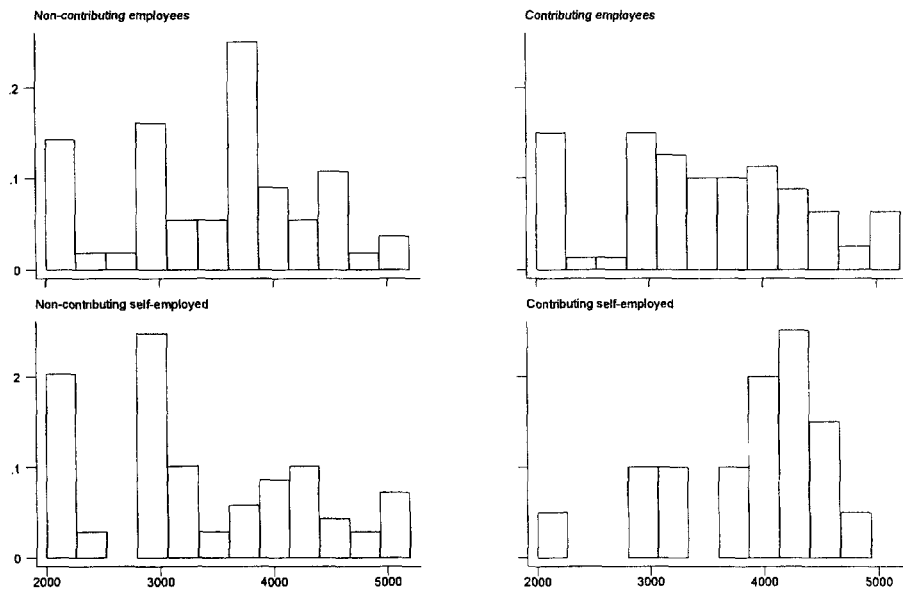 Non-contributing employees
Contributing employees
.2
.1
0
Non-contributing self-employed
Contributing self-employed
2
.1
0
2000 3000 4000 5000
2000 3000 4000 5000